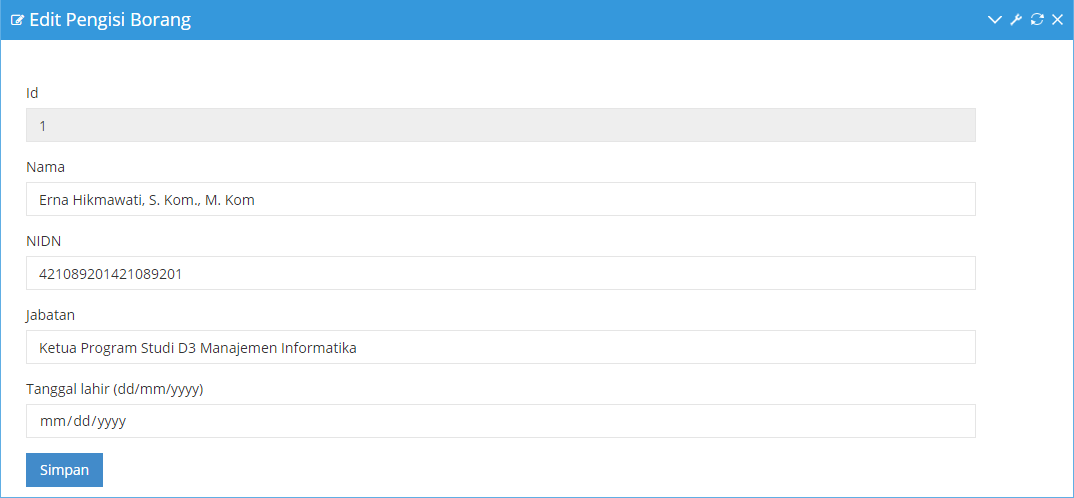 Edit Pengisi Borang
Id
1
Nama
Erna Hikmawati, S. Kom., M. Kom
NIDN
421089201421089201
Jabatan
Ketua Program Studi D3 Manajemen Informatika
Tanggal lahir (dd/mm/yyyy)
mm/dd/yyyy
Simpan